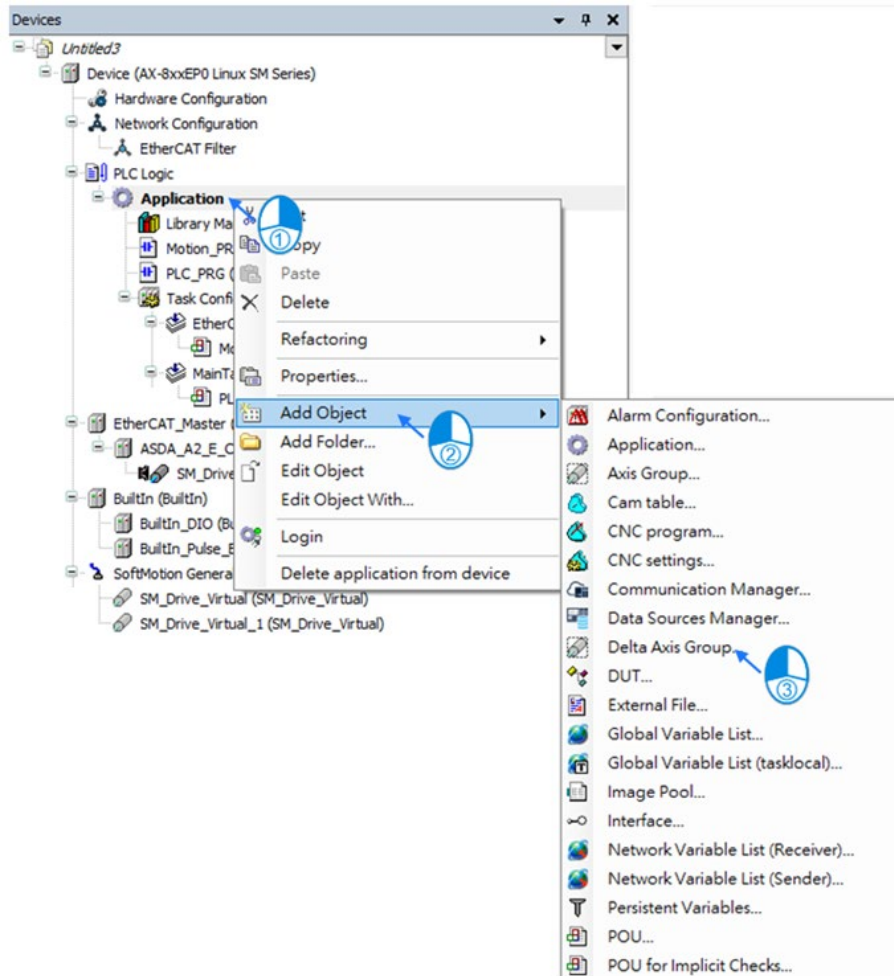 Devices
Untitled3
Device (AX-8xxEP0 Linux SM Series)
Hardware Configuration
Network Configuration
EtherCAT Filter
PLC Logic
Application
Library Ma
Motion_PR
PLC_PRG (
Task Confi
EtherC
Mo
MainTa
PL
EtherCAT_Master (
ASDA_A2_E_C
SM_Drive
BuiltIn (BuiltIn)
BuiltIn_DIO (Bu
BuiltIn_Pulse_E
SoftMotion Genera
SM_Drive_Virtual (SM_Drive_Virtual)
SM_Drive_Virtual_1 (SM_Drive_Virtual)
①
t
opy
Paste
Delete
Refactoring
Properties...
Add Object
②
Add Folder...
Edit Object
Edit Object With...
Login
Delete application from device
Alarm Configuration...
Application...
Axis Group...
Cam table...
CNC program...
CNC settings...
Communication Manager...
Data Sources Manager...
Delta Axis Group..
③
DUT...
External File...
Global Variable List...
Global Variable List (tasklocal)...
Image Pool...
Interface...
Network Variable List (Receiver)...
Network Variable List (Sender)...
Persistent Variables...
POU...
POU for Implicit Checks...